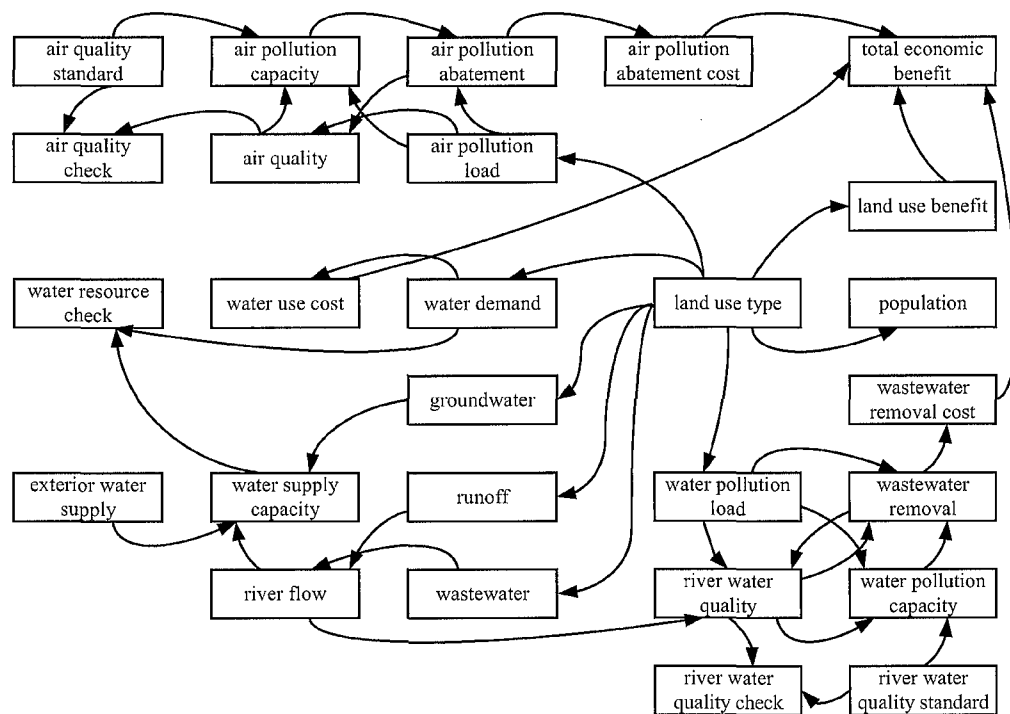 air quality
standard
air pollution
capacity
air pollution
abatement
air pollution
abatement cost
total economic
benefit
air quality
check
air quality
air pollution
load
land use benefit
water resource
check
water use cost
water demand
land use type
population
groundwater
wastewater
removal cost
exterior water
supply
water supply
capacity
runoff
water pollution
load
wastewater
removal
river flow
wastewater
river water
quality
water pollution
capacity
river water
quality check
river water
quality standard